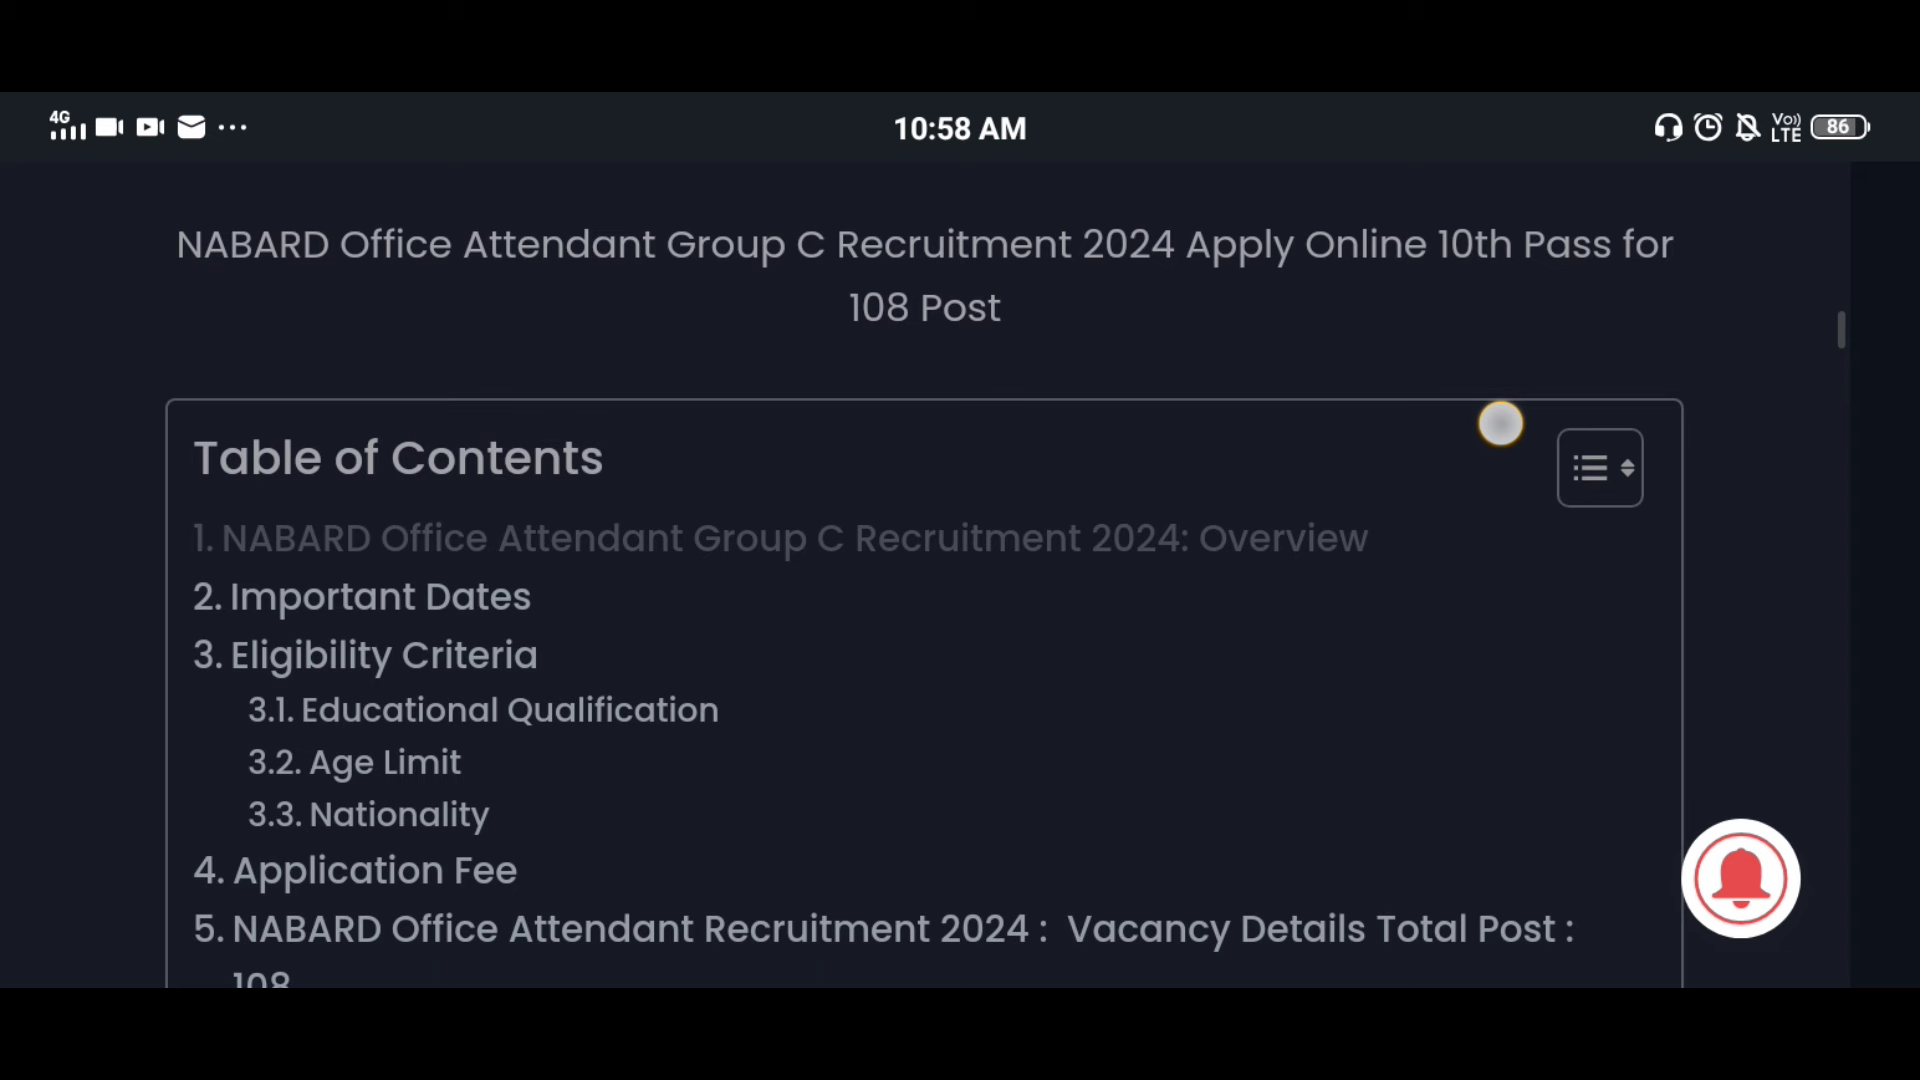 4G
10:58 AM
Vo)) LTE
86
NABARD Office Attendant Group C Recruitment 2024 Apply Online 10th Pass for
108 Post
Table of Contents
1. NABARD Office Attendant Group C Recruitment 2024: Overview
2. Important Dates
3. Eligibility Criteria
3.1. Educational Qualification
3.2. Age Limit
3.3. Nationality
4. Application Fee
5. NABARD Office Attendant Recruitment 2024 : Vacancy Details Total Post :
108